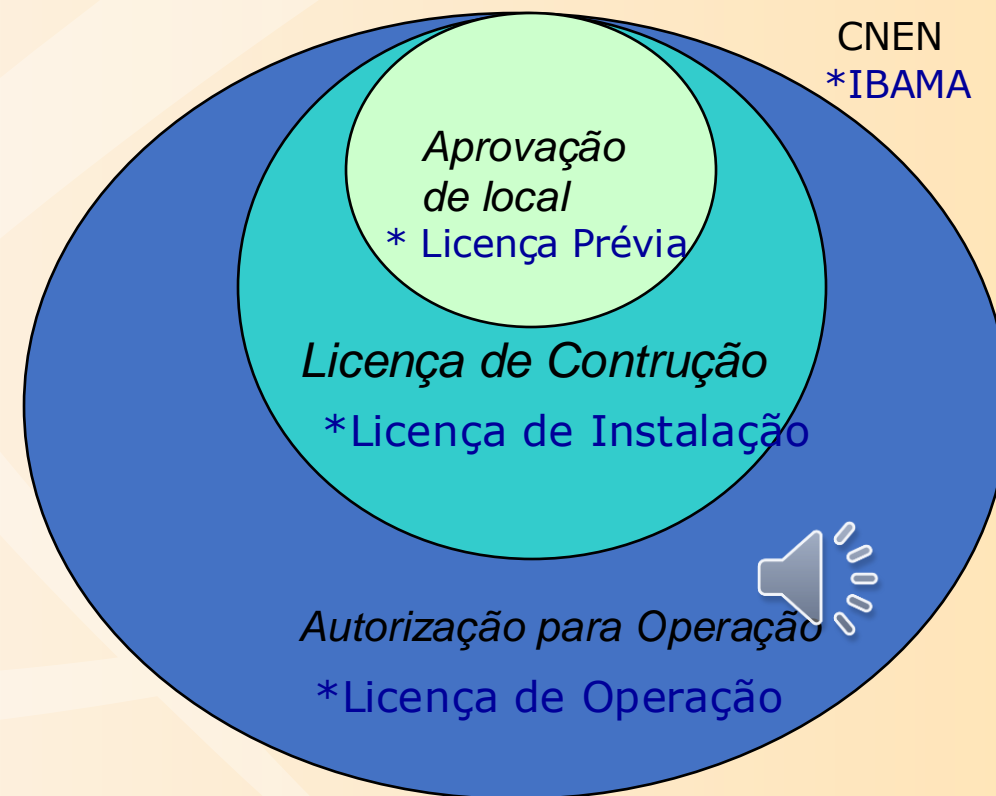 CNEN
*IBAMA
Aprovação
de local
* Licença Prévia
Licença de Contrução
*Licença de Instalação
Autorização para Operação
*Licença de Operação